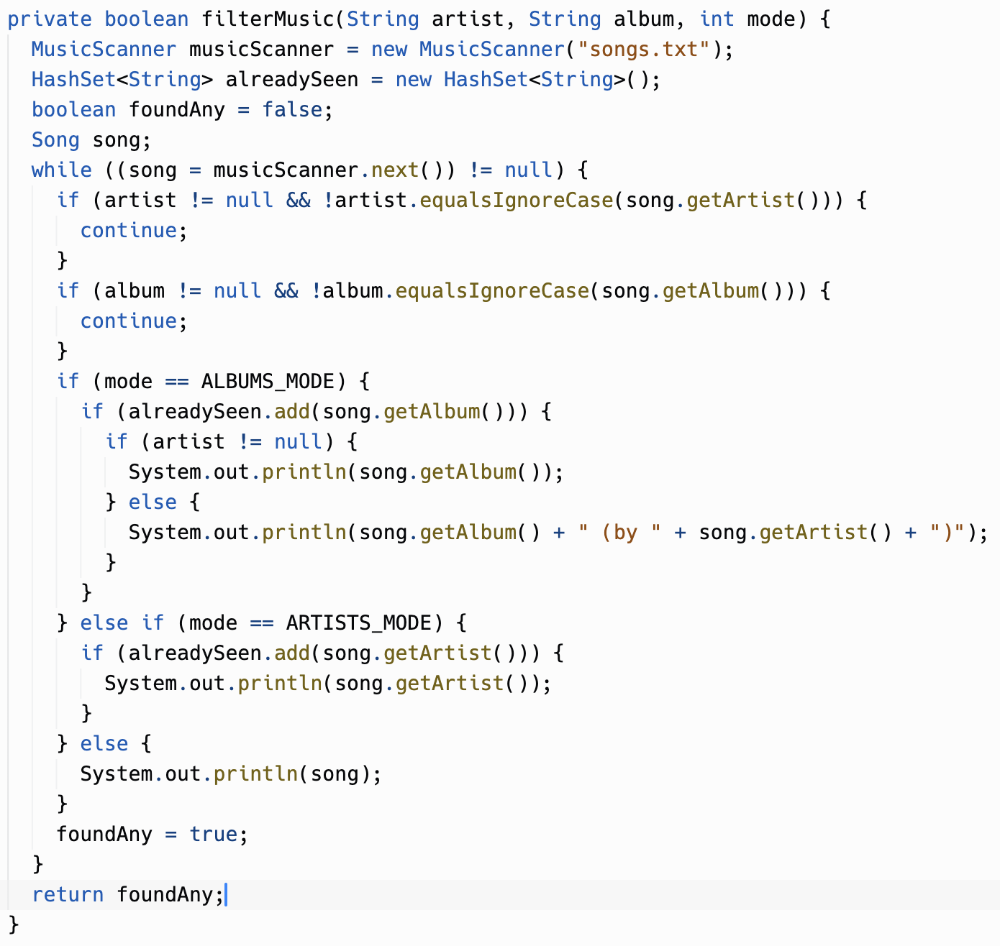 private boolean filterMusic(String artist, String album, int mode) {
  MusicScanner musicScanner = new MusicScanner("songs.txt");
  HashSet<String> alreadySeen = new HashSet<String>();
  boolean foundAny = false;
  Song song;
  while ((song = musicScanner.next()) != null) {
    if (artist != null && !artist.equalsIgnoreCase(song.getArtist())) {
      continue;
    }
    if (album != null && !album.equalsIgnoreCase(song.getAlbum())) {
      continue;
    }
    if (mode == ALBUMS_MODE) {
      if (alreadySeen.add(song.getAlbum())) {
        if (artist != null) {
          System.out.println(song.getAlbum());
        } else {
          System.out.println(song.getAlbum() + " (by " + song.getArtist() + ")");
        }
      }
    } else if (mode == ARTISTS_MODE) {
      if (alreadySeen.add(song.getArtist())) {
        System.out.println(song.getArtist());
      }
    } else {
      System.out.println(song);
    }
    foundAny = true;
  }
  return foundAny;
}